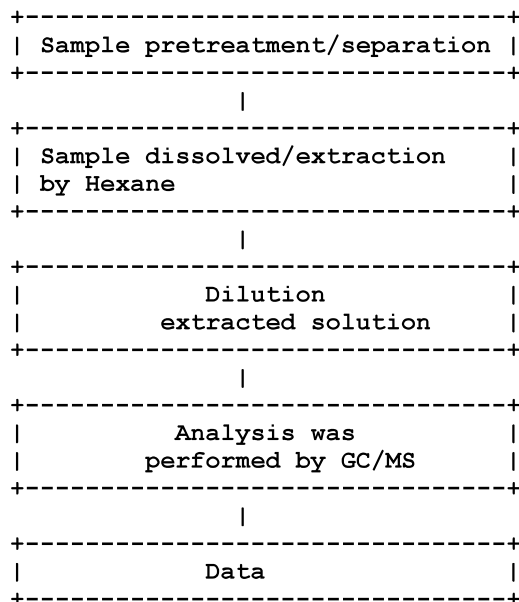 Sample pretreatment/separation
Sample dissolved/extraction
by Hexane
Dilution
extracted solution
Analysis was
performed by GC/MS
Data